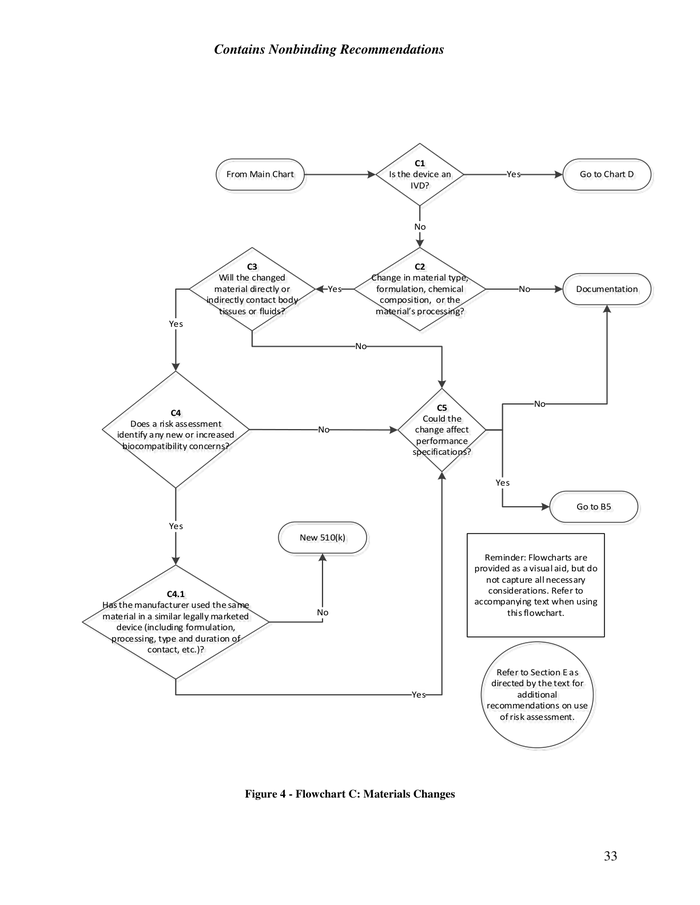 Contains Nonbinding Recommendations
From Main Chart
C1
Is the device an
IVD?
Yes
Go to Chart D
No
C3
Will the changed
material directly or
indirectly contact body
tissues or fluids?
Yes
C2
Change in material type,
formulation, chemical
composition, or the
material's processing?
No
Documentation
Yes
No
C4
Does a risk assessment
identify any new or increased
biocompatibility concerns?
No
C5
Could the
change affect
performance
specifications?
No
Yes
Go to B5
Yes
New 510(k)
No
C4.1
Has the manufacturer used the same
material in a similar legally marketed
device (including formulation,
processing, type and duration of
contact, etc.)?
Yes
Reminder: Flowcharts are
provided as a visual aid, but do
not capture all necessary
considerations. Refer to
accompanying text when using
this flowchart.
Refer to Section E as
directed by the text for
additional
recommendations on use
of risk assessment.
Figure 4 - Flowchart C: Materials Changes
33